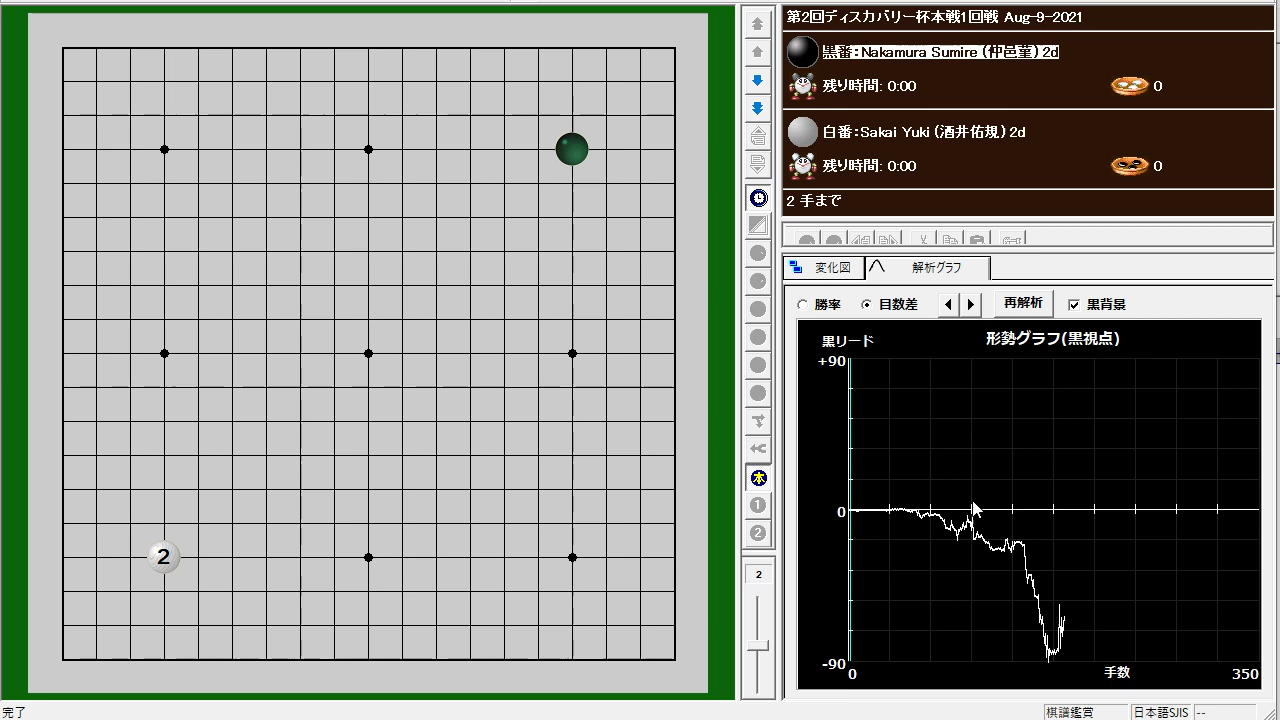 第2回ディスカバリー杯本戦1回戦 Aug-9-2021
黒番:Nakamura Sumire (仲邑菫) 2d
残り時間: 0:00
0
白番:Sakai Yuki (酒井佑規) 2d
残り時間: 0:00
0
2 手まで
変化図
解析グラフ
勝率
目数差
再解析
黒背景
黒リード
形勢グラフ(黒視点)
+90
0
-90
0
手数
350
2
1
2
2
完了
棋譜鑑賞
日本語SJIS
--